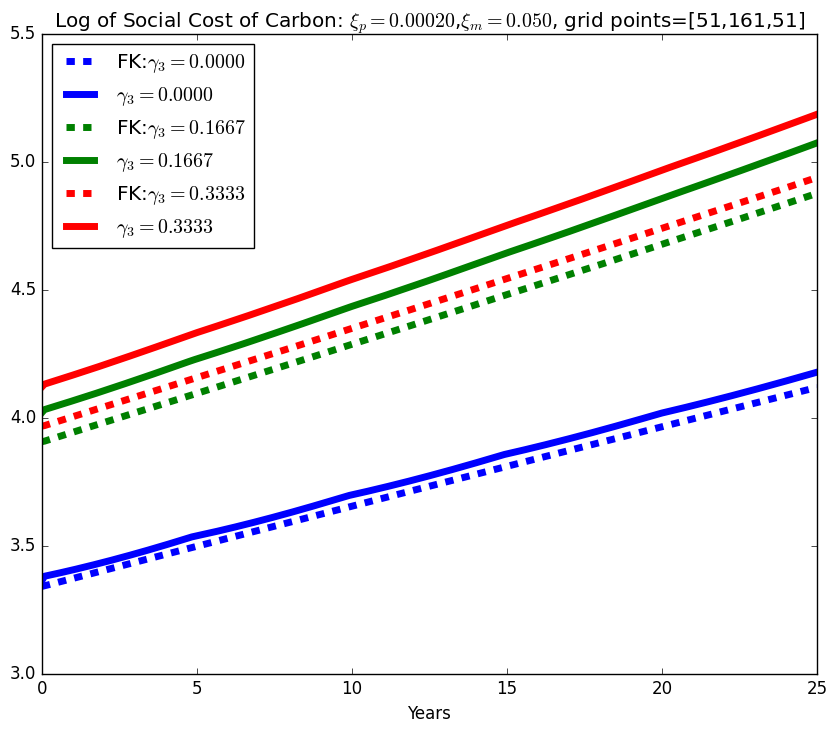 Log of Social Cost of Carbon: ξp = 0.00020,ξm = 0.050, grid points=[51,161,51]
5.5
5.0
4.5
4.0
3.5
3.0
FK:γ3 = 0.0000
γ3 = 0.0000
FK:γ3 = 0.1667
γ3 = 0.1667
FK:γ3 = 0.3333
γ3 = 0.3333
0 5 10 15 20 25
Years